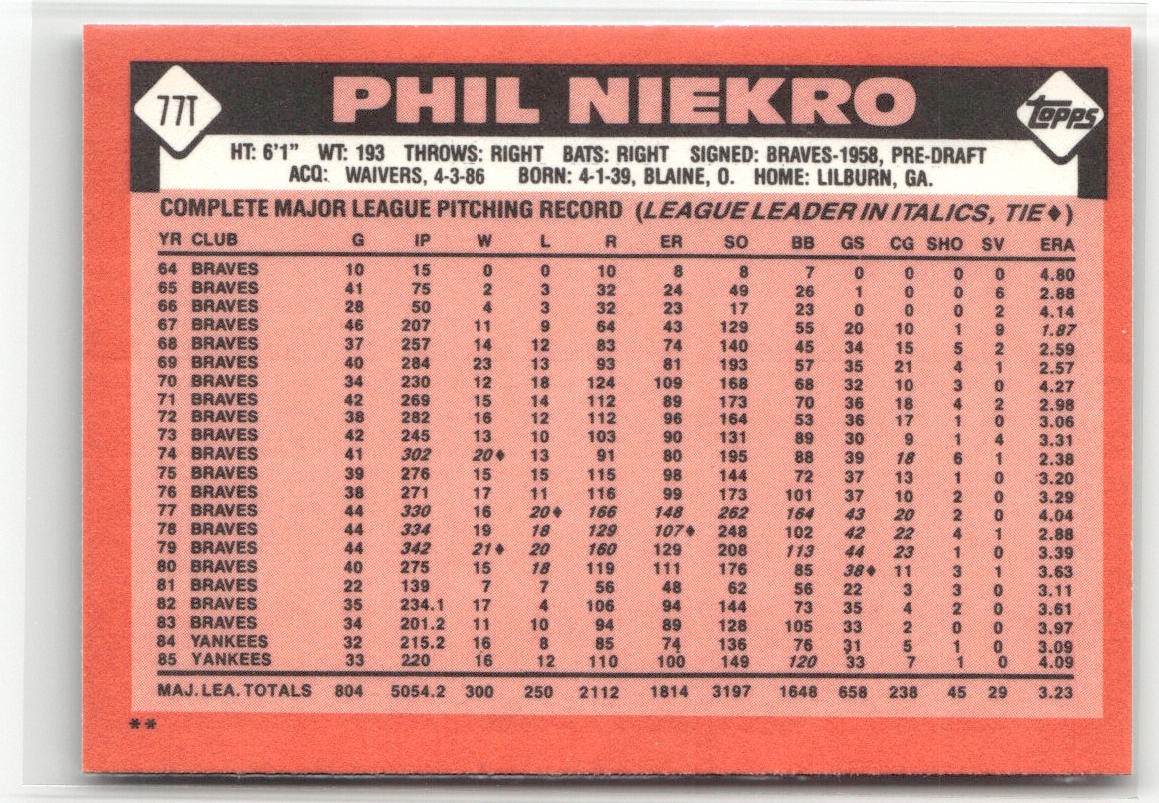 77T PHIL NIEKRO topps
HT: 6'1" WT: 193 THROWS: RIGHT BATS: RIGHT SIGNED: BRAVES-1958, PRE-DRAFT
ACQ: WAIVERS, 4-3-86 BORN: 4-1-39, BLAINE, O. HOME: LILBURN, GA.
COMPLETE MAJOR LEAGUE PITCHING RECORD (LEAGUE LEADER IN ITALICS, TIE♦)
YR CLUB G IP W L R ER SO BB GS CG SHO SV ERA
64 BRAVES 10 15 0 0 10 8 8 7 0 0 0 0 4.80
65 BRAVES 41 75 2 3 32 24 49 26 1 0 0 6 2.88
66 BRAVES 28 50 4 3 32 23 17 23 0 0 0 2 4.14
67 BRAVES 46 207 11 9 64 43 129 55 20 10 1 9 1.87
68 BRAVES 37 257 14 12 83 74 140 45 34 15 5 2 2.59
69 BRAVES 40 284 23 13 93 81 193 57 35 21 4 1 2.57
70 BRAVES 34 230 12 18 124 109 168 68 32 10 3 0 4.27
71 BRAVES 42 269 15 14 112 89 173 70 36 18 4 2 2.98
72 BRAVES 38 282 16 12 112 96 164 53 36 17 1 0 3.06
73 BRAVES 42 245 13 10 103 90 131 89 30 9 1 4 3.31
74 BRAVES 41 302 20♦ 13 91 80 195 88 39 18 6 1 2.38
75 BRAVES 39 276 15 15 115 98 144 72 37 13 1 0 3.20
76 BRAVES 38 271 17 11 116 99 173 101 37 10 2 0 3.29
77 BRAVES 44 330 16 20♦ 166 148 262 164 43 20 2 0 4.04
78 BRAVES 44 334 19 18 129 107♦ 248 102 42 22 4 1 2.88
79 BRAVES 44 342 21♦ 20 160 129 208 113 44 23 1 0 3.39
80 BRAVES 40 275 15 18 119 111 176 85 38♦ 11 3 1 3.63
81 BRAVES 22 139 7 7 56 48 62 56 22 3 3 0 3.11
82 BRAVES 35 234.1 17 4 106 94 144 73 35 4 2 0 3.61
83 BRAVES 34 201.2 11 10 94 89 128 105 33 2 0 0 3.97
84 YANKEES 32 215.2 16 8 85 74 136 76 31 5 1 0 3.09
85 YANKEES 33 220 16 12 110 100 149 120 33 7 1 0 4.09
MAJ. LEA. TOTALS 804 5054.2 300 250 2112 1814 3197 1648 658 238 45 29 3.23
**